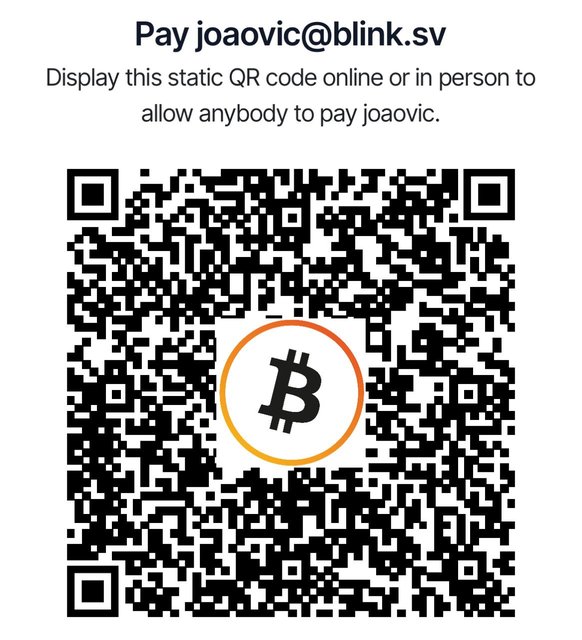 Pay joaovic@blink.sv
Display this static QR code online or in person to
allow anybody to pay joaovic.